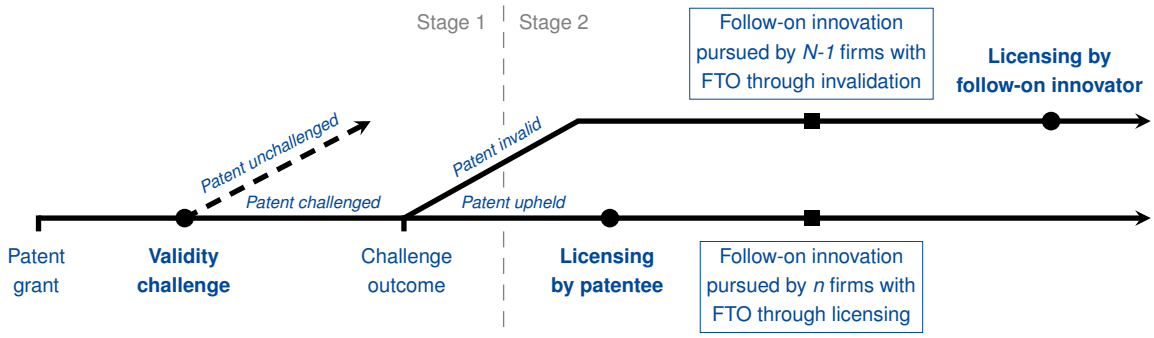 Stage 1
Stage 2
Follow-on innovation
pursued by N-1 firms with
FTO through invalidation
Licensing by
follow-on innovator
Patent unchallenged
Patent invalid
Patent challenged
Patent upheld
Patent
grant
Validity
challenge
Challenge
outcome
Licensing
by patentee
Follow-on innovation
pursued by n firms with
FTO through licensing